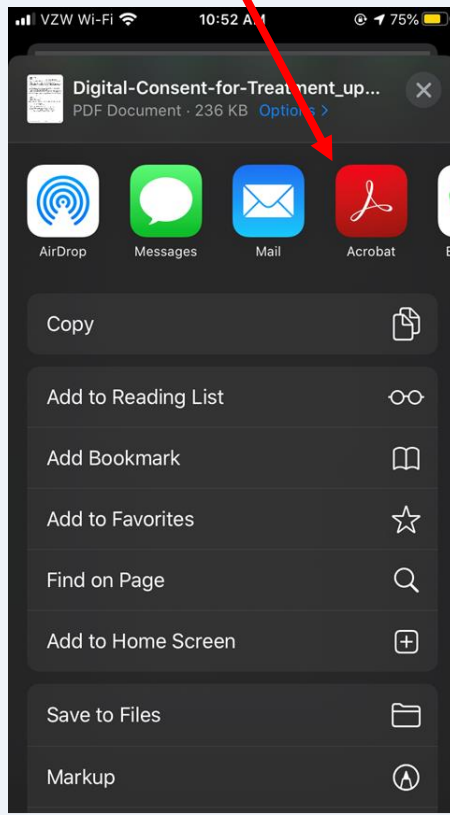 VZW Wi-Fi 10:52 AM 75%
Digital-Consent-for-Treatment_up...
PDF Document · 236 KB Options >
AirDrop Messages Mail Acrobat
Copy
Add to Reading List
Add Bookmark
Add to Favorites
Find on Page
Add to Home Screen
Save to Files
Markup